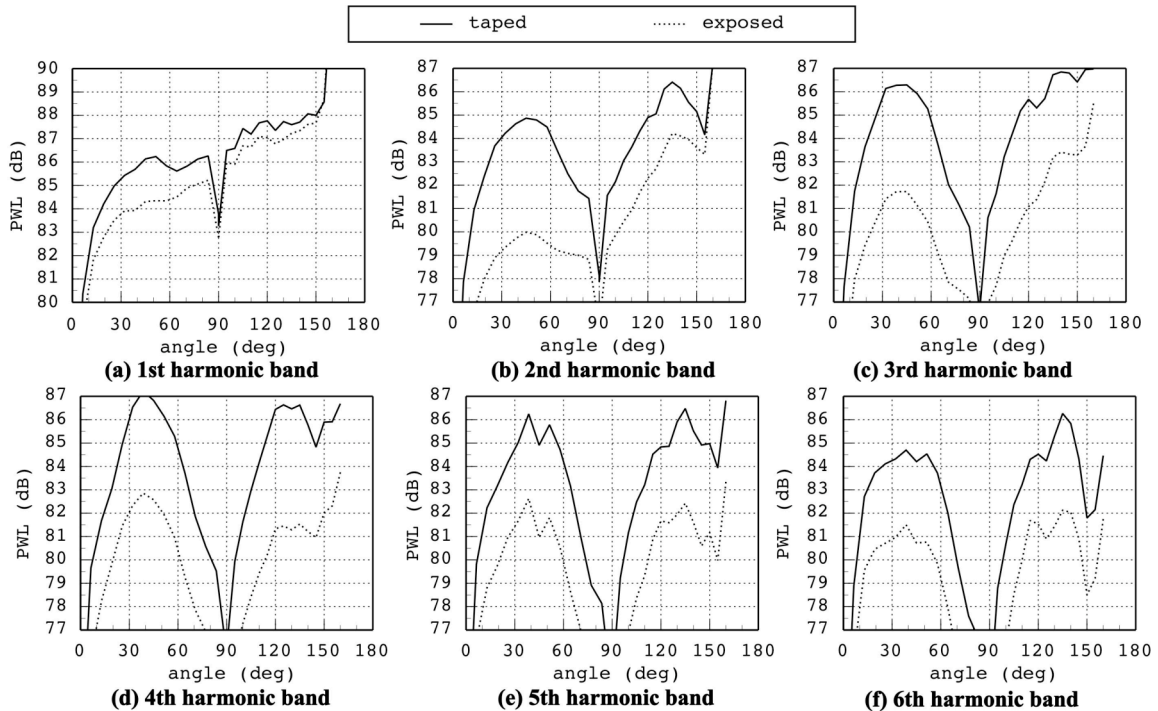 taped exposed
90
89
88
87
86
85
84
83
82
81
80
PWL (dB)
0 30 60 90 120 150 180
angle (deg)
(a) 1st harmonic band
87
86
85
84
83
82
81
80
79
78
77
PWL (dB)
0 30 60 90 120 150 180
angle (deg)
(b) 2nd harmonic band
87
86
85
84
83
82
81
80
79
78
77
PWL (dB)
0 30 60 90 120 150 180
angle (deg)
(c) 3rd harmonic band
87
86
85
84
83
82
81
80
79
78
77
PWL (dB)
0 30 60 90 120 150 180
angle (deg)
(d) 4th harmonic band
87
86
85
84
83
82
81
80
79
78
77
PWL (dB)
0 30 60 90 120 150 180
angle (deg)
(e) 5th harmonic band
87
86
85
84
83
82
81
80
79
78
77
PWL (dB)
0 30 60 90 120 150 180
angle (deg)
(f) 6th harmonic band